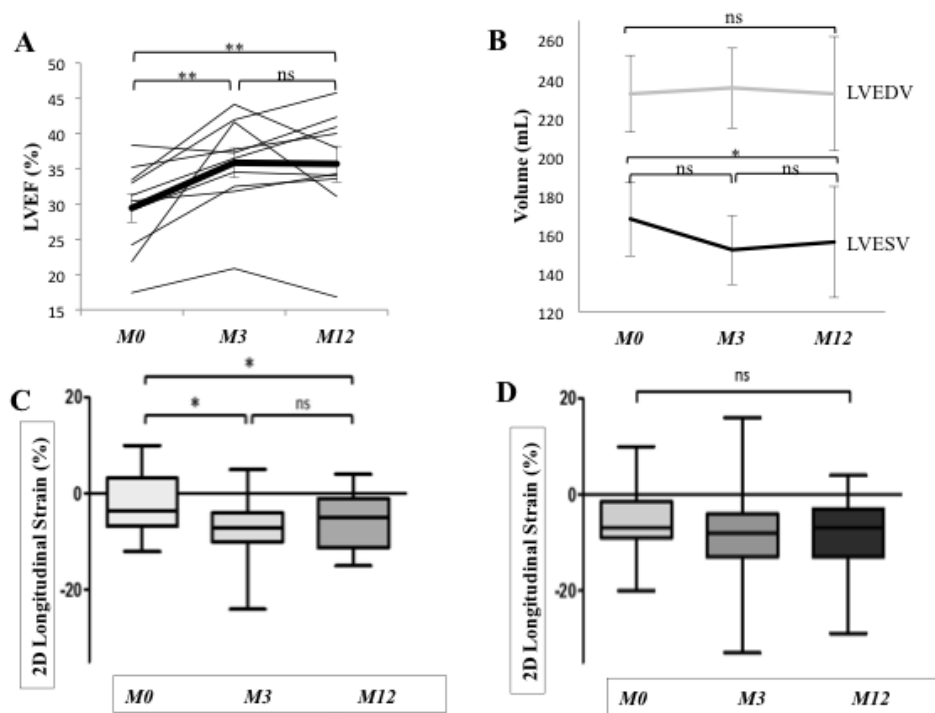 A
**
**
ns
LVEF (%)
50
45
40
35
30
25
20
15
M0 M3 M12
B
ns
260
240
220
200
180
160
140
120
Volume (mL)
LVEDV
*
ns ns
LVESV
M0 M3 M12
C
*
* ns
20
0
-20
2D Longitudinal Strain (%)
M0 M3 M12
D
ns
20
0
-20
2D Longitudinal Strain (%)
M0 M3 M12